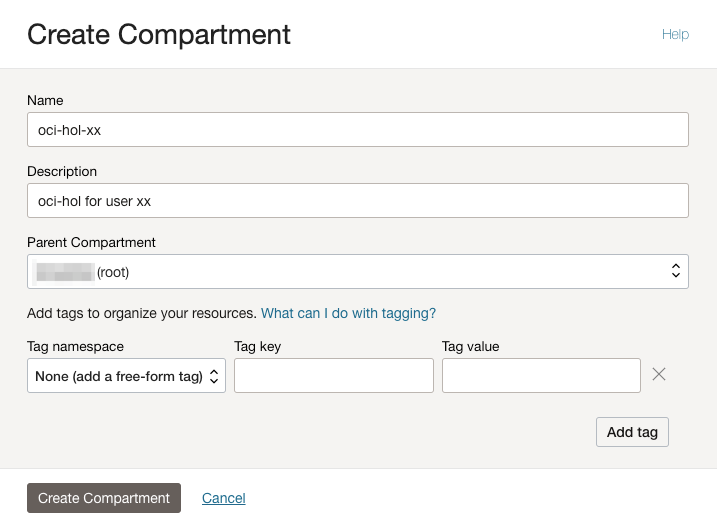 Create Compartment
Help
Name
oci-hol-xx
Description
oci-hol for user xx
Parent Compartment
(root)
Add tags to organize your resources. What can I do with tagging?
Tag namespace Tag key Tag value
None (add a free-form tag)
Add tag
Create Compartment Cancel